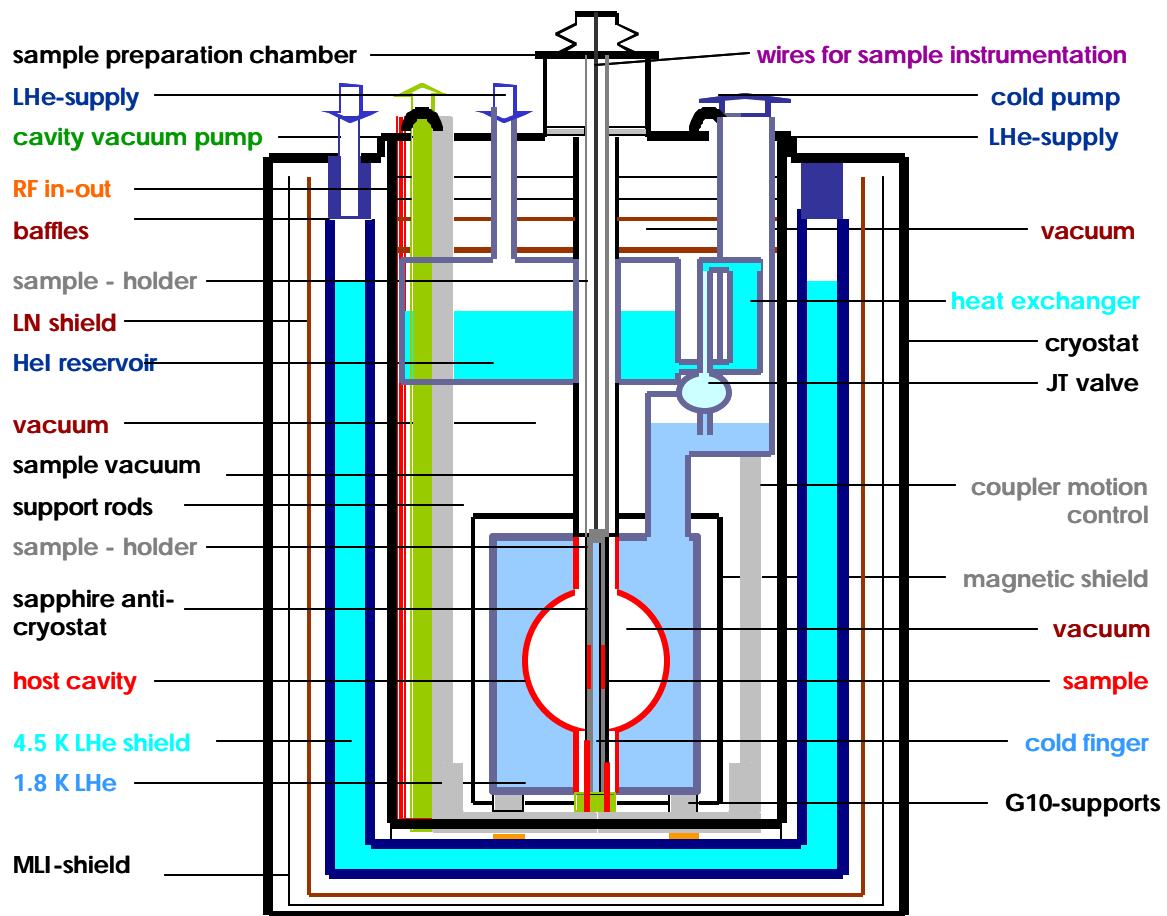 sample preparation chamber
LHe-supply
cavity vacuum pump
RF in-out
baffles
sample - holder
LN shield
HeI reservoir
vacuum
sample vacuum
support rods
sample - holder
sapphire anti-
cryostat
host cavity
4.5 K LHe shield
1.8 K LHe
MLI-shield
wires for sample instrumentation
cold pump
LHe-supply
vacuum
heat exchanger
cryostat
JT valve
coupler motion
control
magnetic shield
vacuum
sample
cold finger
G10-supports